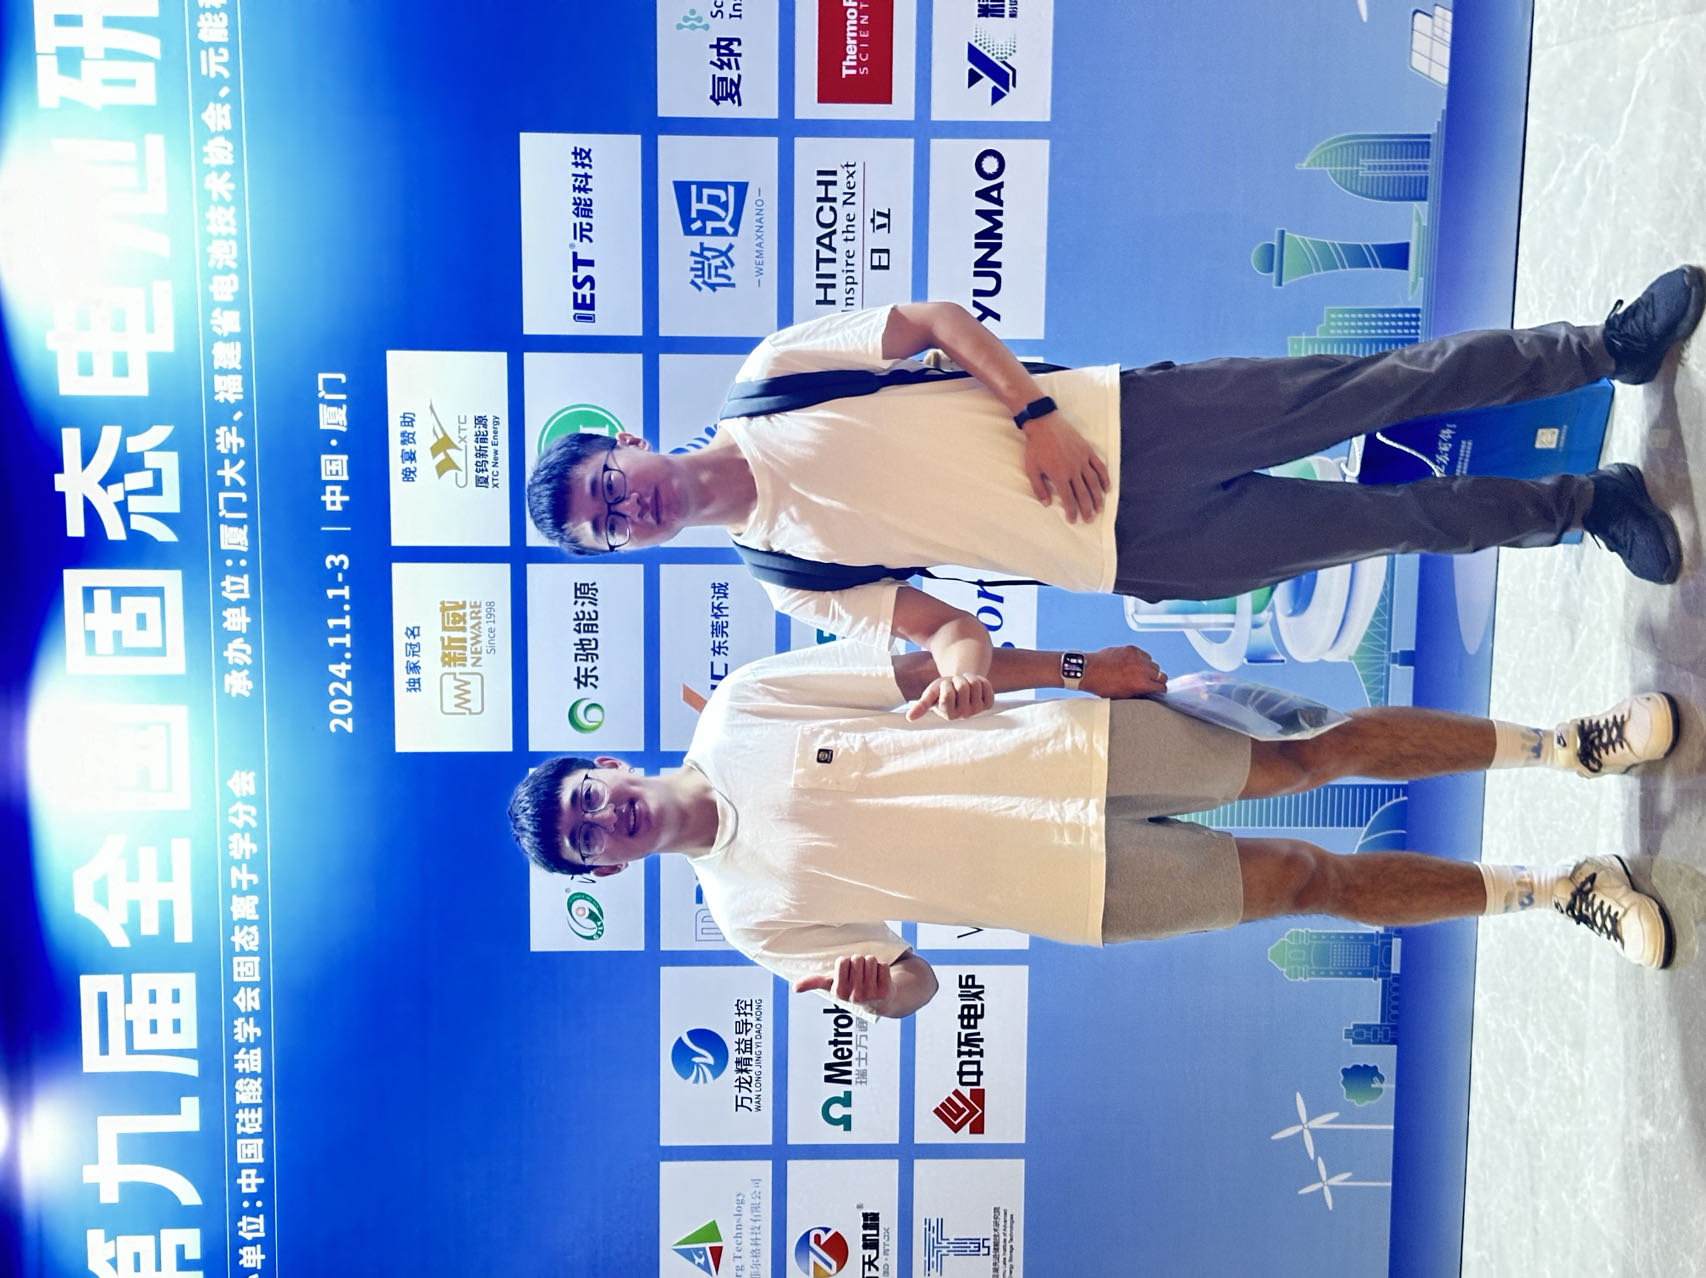 第九届全国固态电池研
办单位：中国硅酸盐学会固态离子学分会 承办单位：厦门大学、福建省电池技术协会、元能科
2024.11.1-3 | 中国·厦门
独家冠名
新威
NEWARE
Since 1998
晚宴赞助
XTC
厦钨新能源
XTC New Energy
东驰能源
IEST® 元能科技
rg Technology
菲尔格科技有限公司
万龙精益导控
WAN LONG JING YI DAO KONG
东莞怀诚
微迈
WEMAXNANO
复纳
Sc
Ins
天机械®
Metroh
瑞士万通
HITACHI
Inspire the Next
日立
ThermoF
SCIENT
中环电炉
or
YUNMAO
Energy Storage Technologies